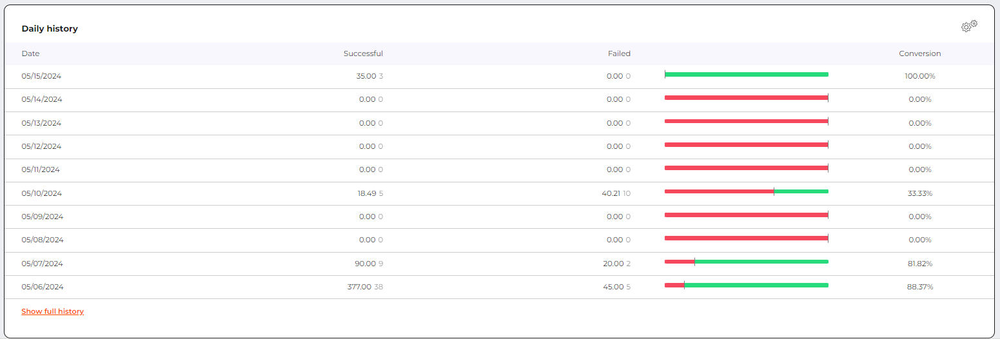 Daily history
Date Successful Failed Conversion
05/15/2024 35.00 3 0.00 0 100.00%
05/14/2024 0.00 0 0.00 0 0.00%
05/13/2024 0.00 0 0.00 0 0.00%
05/12/2024 0.00 0 0.00 0 0.00%
05/11/2024 0.00 0 0.00 0 0.00%
05/10/2024 18.49 5 40.21 10 33.33%
05/09/2024 0.00 0 0.00 0 0.00%
05/08/2024 0.00 0 0.00 0 0.00%
05/07/2024 90.00 9 20.00 2 81.82%
05/06/2024 377.00 38 45.00 5 88.37%
Show full history